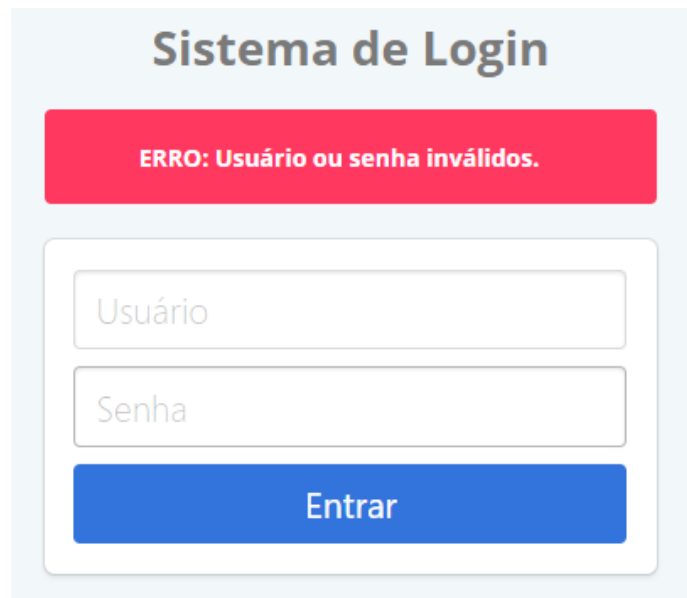 Sistema de Login
ERRO: Usuário ou senha inválidos.
Usuário
Senha
Entrar